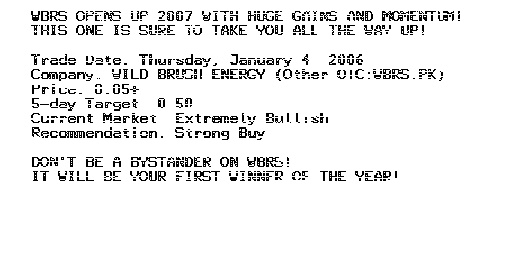 WBRS OPENS UP 2007 WITH HUGE GAINS AND MOMENTUM!
THIS ONE IS SURE TO TAKE YOU ALL THE WAY UP!
Trade Date. Thursday, January 4 2006
Company. WILD BRUSH ENERGY (Other OTC:WBRS.PK)
Price. 0.05+
5-day Target 0 50
Current Market Extremely Bullish
Recommendation. Strong Buy
DON'T BE A BYSTANDER ON WBRS!
IT WILL BE YOUR FIRST WINNER OF THE YEAR!